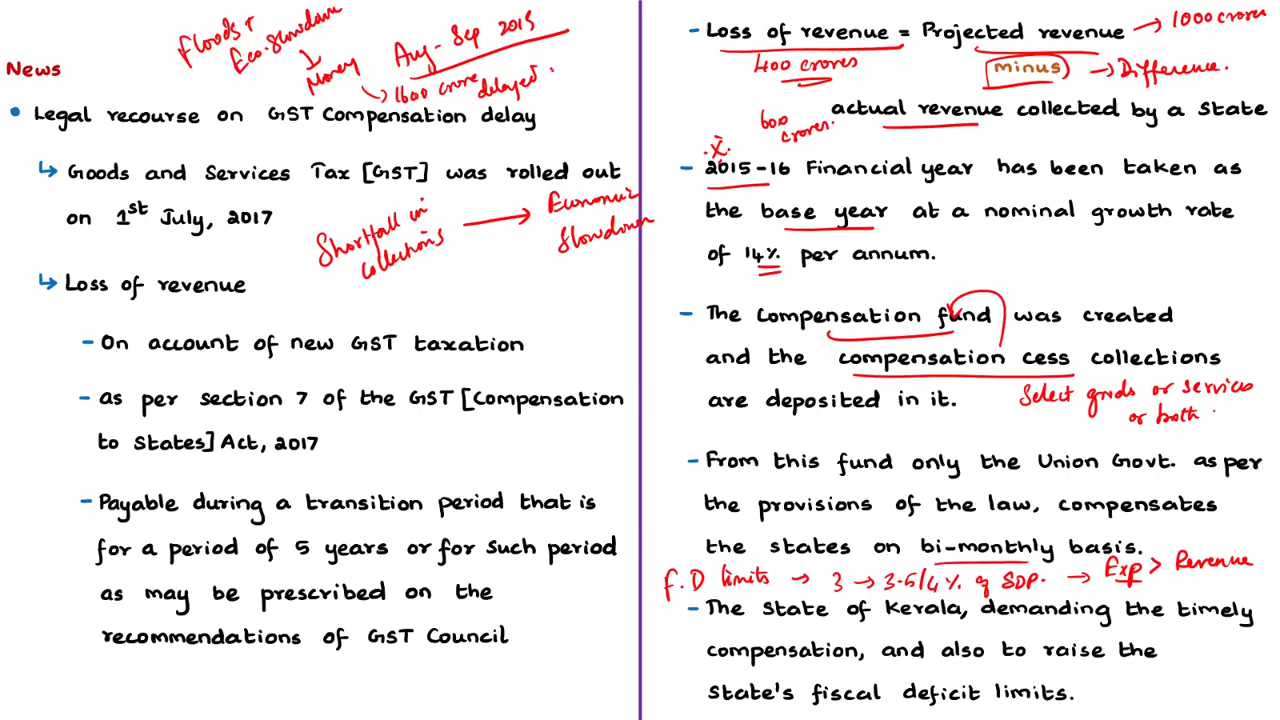 Floods +
Eco-slowdown
Money
Aug - Sep 2015
1600 crore
delayed.
News
• Legal recourse on GST Compensation delay
↳ Goods and Services Tax [GST] was rolled out
on 1st July, 2017
Shortfall in
collections
Economic
Slowdown
↳ Loss of revenue
- On account of new GST taxation
- as per section 7 of the GST [Compensation
to States] Act, 2017
- Payable during a transition period that is
for a period of 5 years or for such period
as may be prescribed on the
recommendations of GST Council
- Loss of revenue = Projected revenue → 1000 crores
400 crores
minus → Difference.
600
crores.
actual revenue collected by a State
X
- 2015-16 Financial year has been taken as
the base year at a nominal growth rate
of 14% per annum.
- The Compensation fund was created
and the compensation cess collections
are deposited in it.
Select goods or services
or both.
- From this fund only the Union Govt. as per
the provisions of the law, compensates
the states on bi-monthly basis.
F.D limits → 3 → 3.5/4% of SDP. → Exp > Revenue
- The State of Kerala, demanding the timely
compensation, and also to raise the
State's fiscal deficit limits.